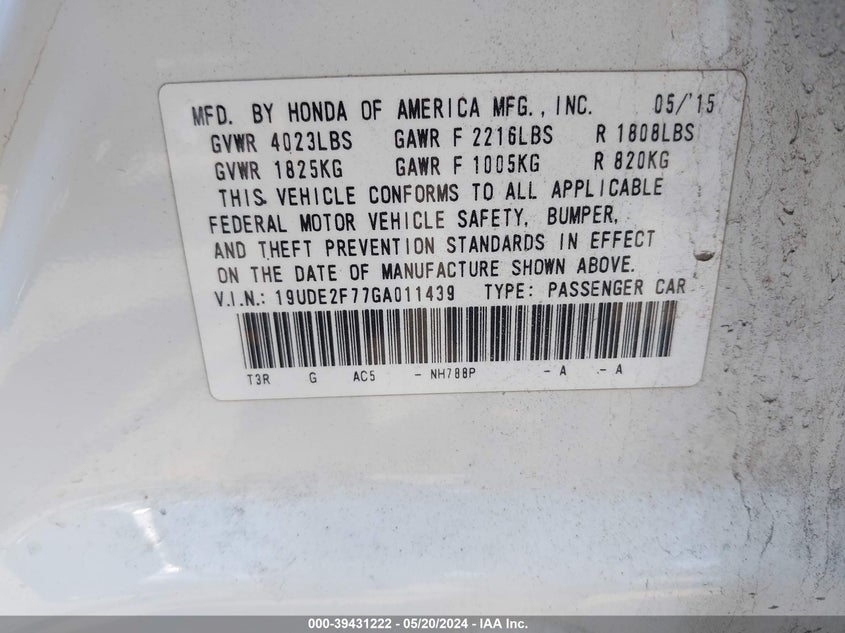 MFD. BY HONDA OF AMERICA MFG., INC. 05/'15
GVWR 4023LBS GAWR F 2216LBS R 1808LBS
GVWR 1825KG GAWR F 1005KG R 820KG
THIS VEHICLE CONFORMS TO ALL APPLICABLE
FEDERAL MOTOR VEHICLE SAFETY, BUMPER,
AND THEFT PREVENTION STANDARDS IN EFFECT
ON THE DATE OF MANUFACTURE SHOWN ABOVE.
V.I.N.: 19UDE2F77GA011439 TYPE: PASSENGER CAR
T3R G AC5 - NH788P - A - A
000-39431222 - 05/20/2024 - IAA Inc.